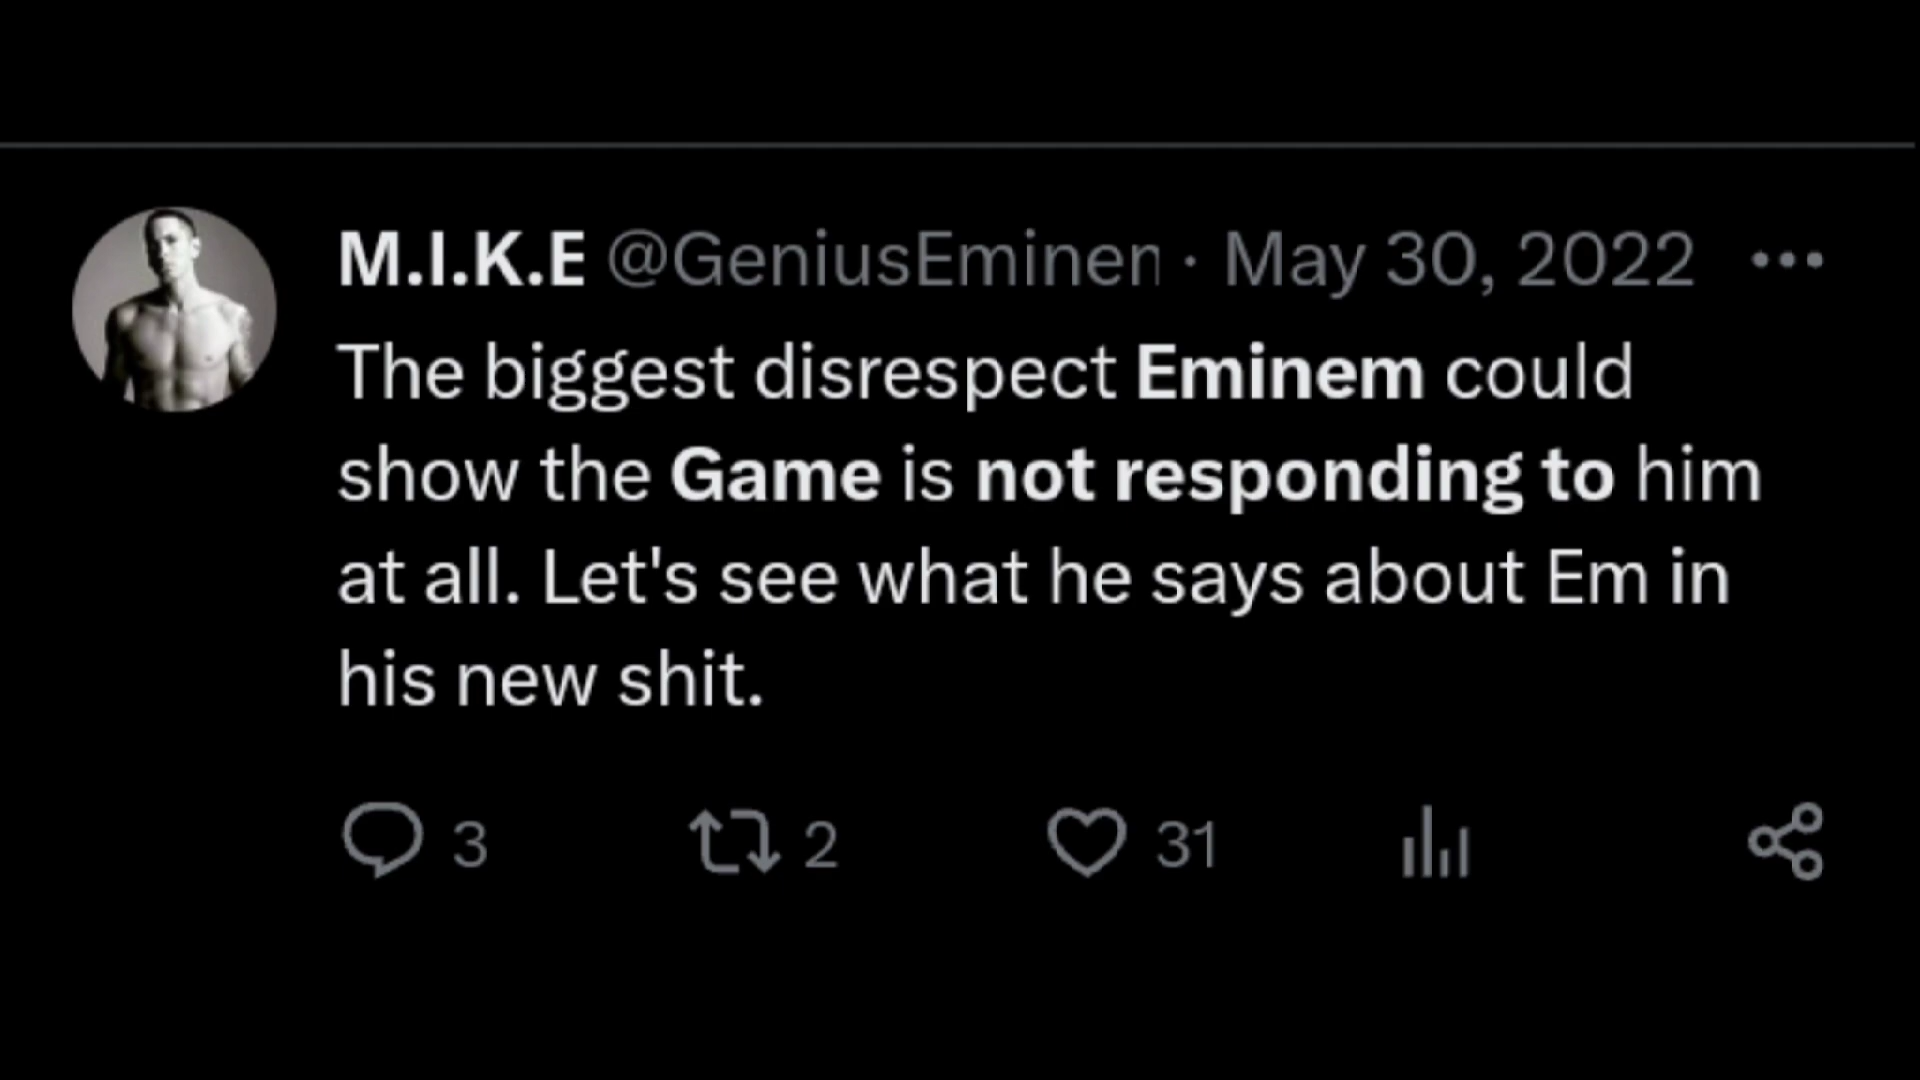 M.I.K.E @GeniusEminen · May 30, 2022
The biggest disrespect Eminem could
show the Game is not responding to him
at all. Let's see what he says about Em in
his new shit.
3 2 31